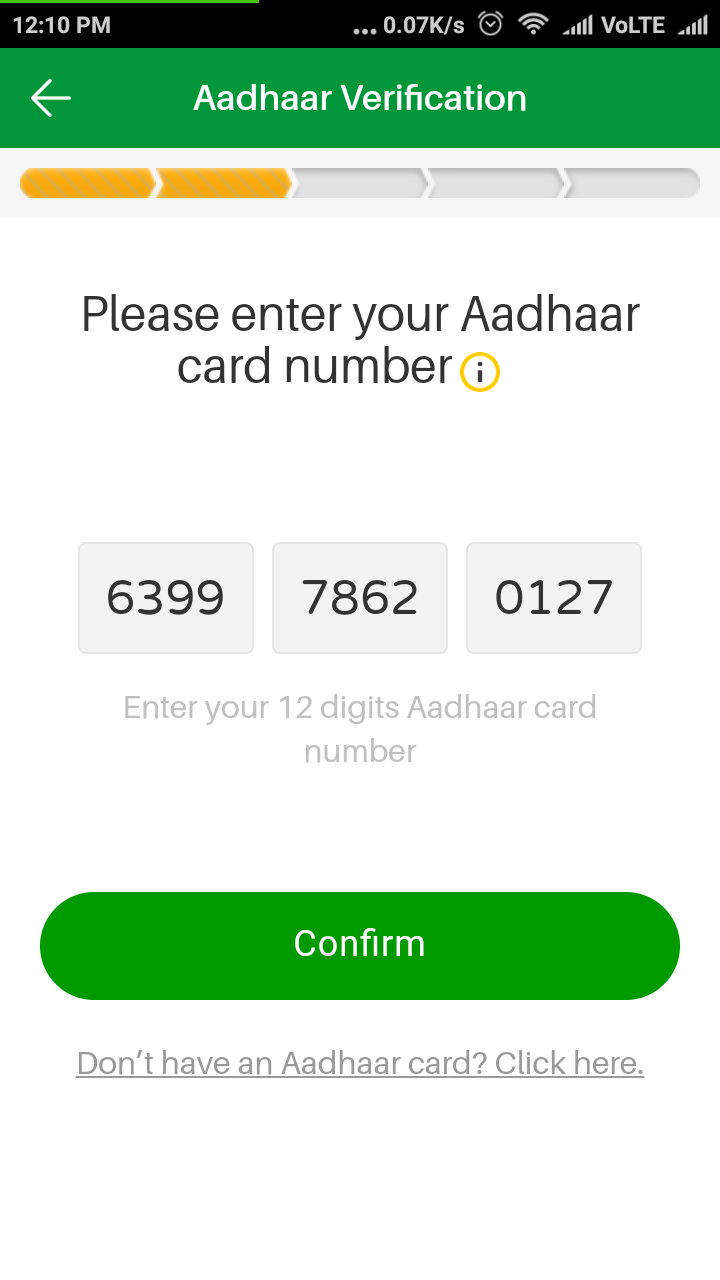 12:10 PM ... 0.07K/s VoLTE
Aadhaar Verification
Please enter your Aadhaar
card number i
6399 7862 0127
Enter your 12 digits Aadhaar card
number
Confirm
Don’t have an Aadhaar card? Click here.